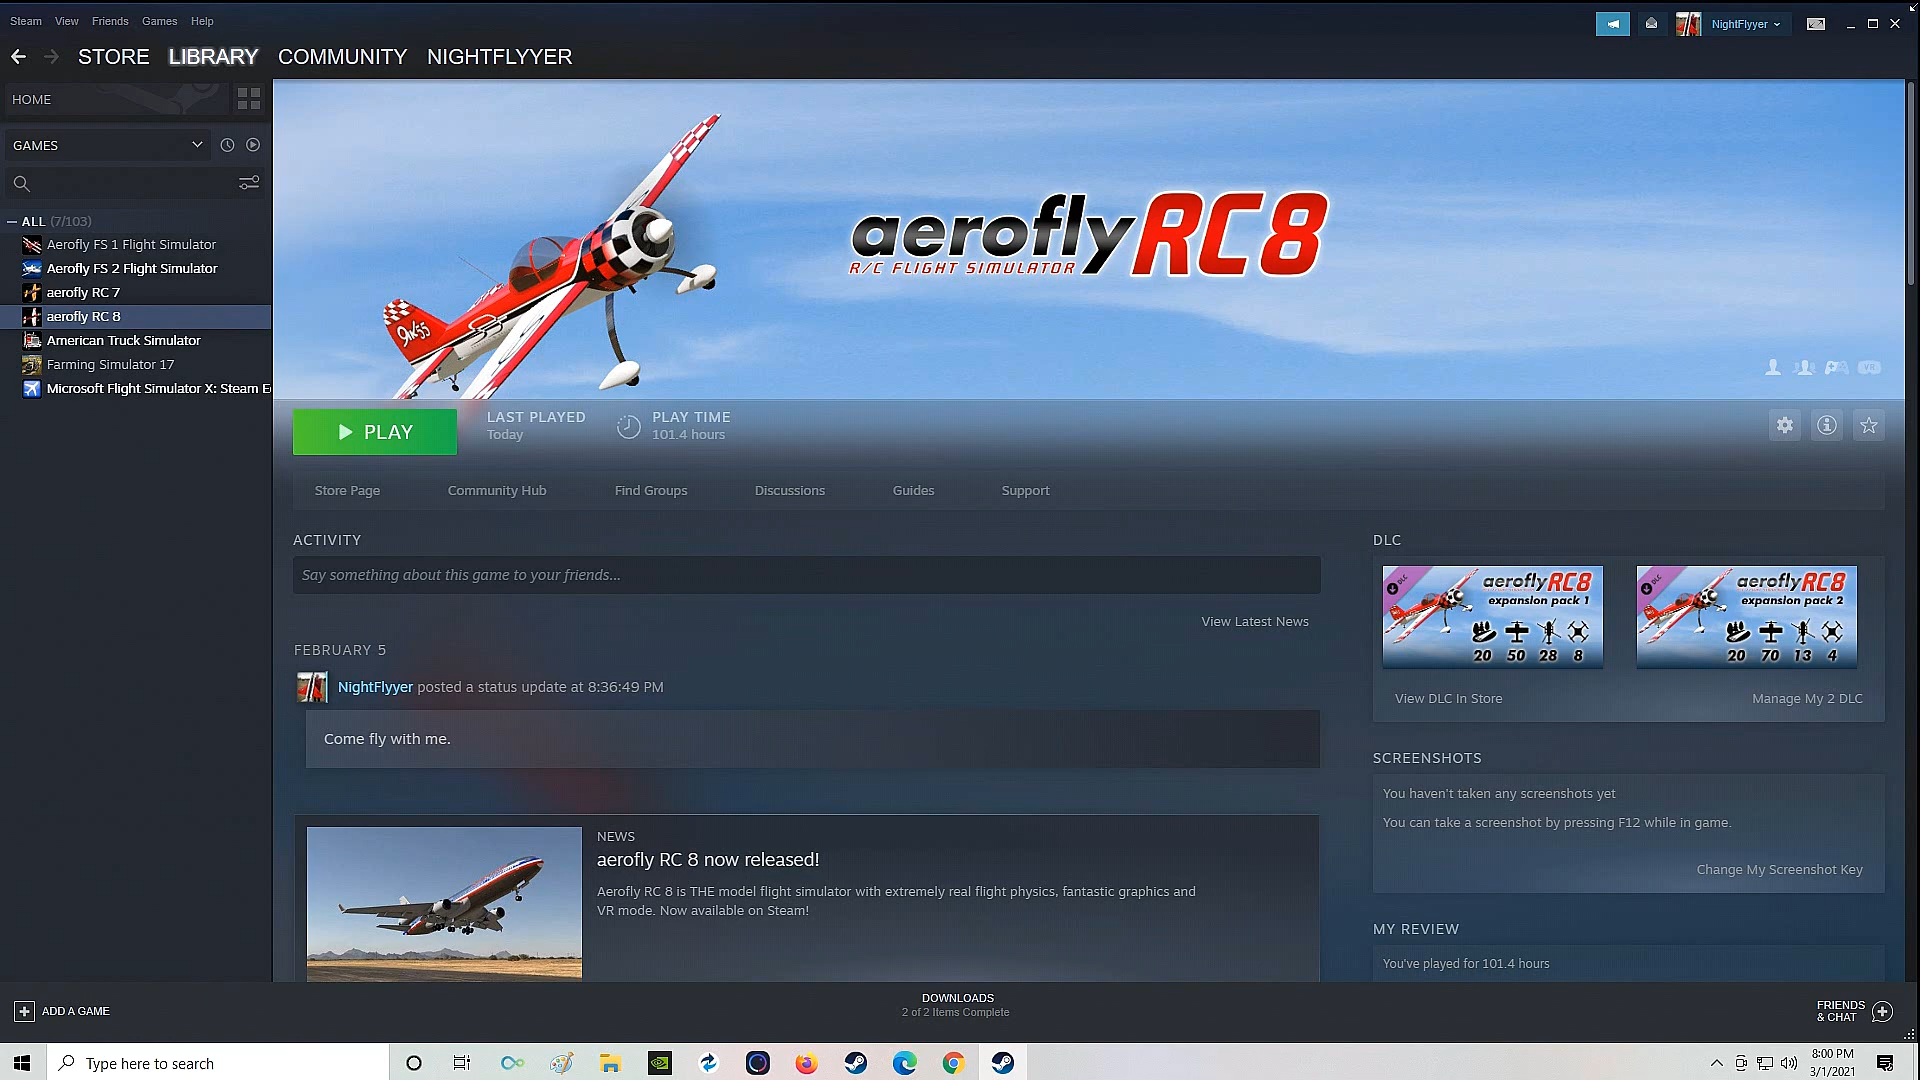 Steam View Friends Games Help
NightFlyyer
STORE LIBRARY COMMUNITY NIGHTFLYYER
HOME
GAMES
ALL (7/103)
Aerofly FS 1 Flight Simulator
Aerofly FS 2 Flight Simulator
aerofly RC 7
aerofly RC 8
American Truck Simulator
Farming Simulator 17
Microsoft Flight Simulator X: Steam E
ЯК55
aeroflyRC8
R/C FLIGHT SIMULATOR
VR
PLAY
LAST PLAYED
Today
PLAY TIME
101.4 hours
Store Page Community Hub Find Groups Discussions Guides Support
ACTIVITY
Say something about this game to your friends...
View Latest News
FEBRUARY 5
NightFlyyer posted a status update at 8:36:49 PM
Come fly with me.
NEWS
aerofly RC 8 now released!
Aerofly RC 8 is THE model flight simulator with extremely real flight physics, fantastic graphics and
VR mode. Now available on Steam!
DLC
DLC
aeroflyRC8
expansion pack 1
20 50 28 8
DLC
aeroflyRC8
expansion pack 2
20 70 13 4
View DLC In Store
Manage My 2 DLC
SCREENSHOTS
You haven't taken any screenshots yet
You can take a screenshot by pressing F12 while in game.
Change My Screenshot Key
MY REVIEW
You've played for 101.4 hours
ADD A GAME
DOWNLOADS
2 of 2 Items Complete
FRIENDS
& CHAT
Type here to search
8:00 PM
3/1/2021